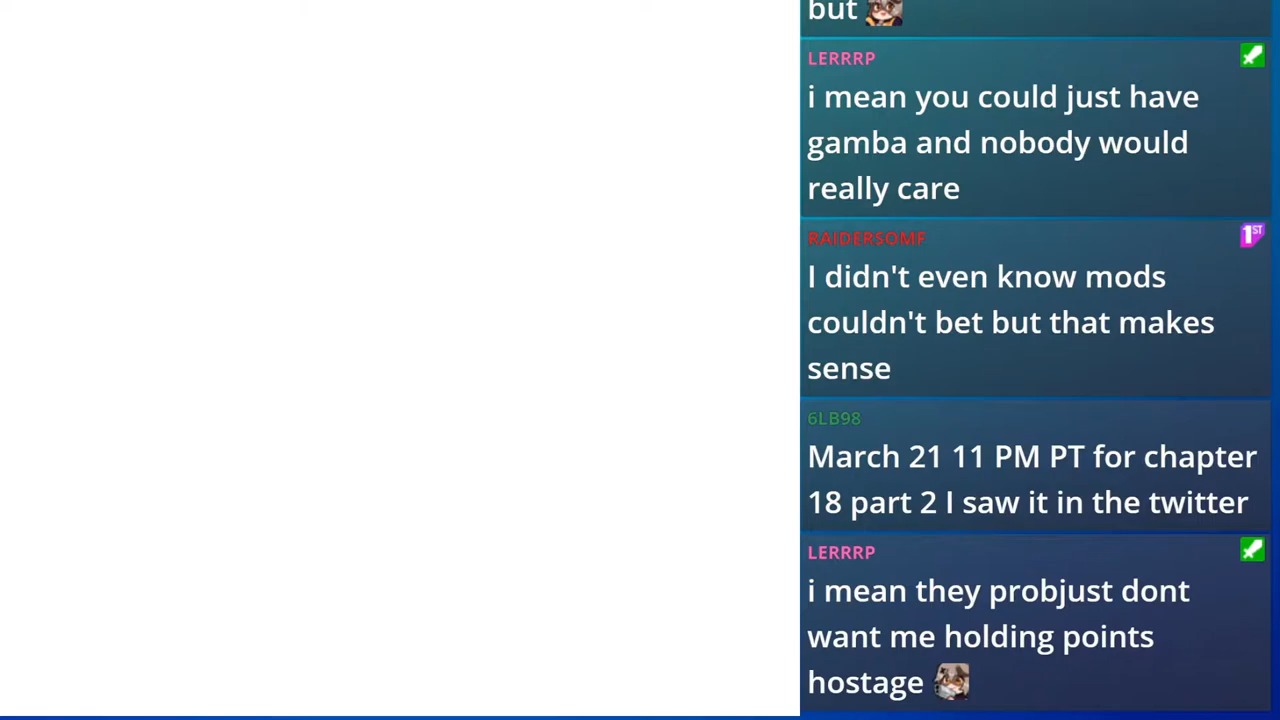 but
LERRRP
i mean you could just have
gamba and nobody would
really care
RAIDERSOMF
1ST
I didn't even know mods
couldn't bet but that makes
sense
6LB98
March 21 11 PM PT for chapter
18 part 2 I saw it in the twitter
LERRRP
i mean they probjust dont
want me holding points
hostage